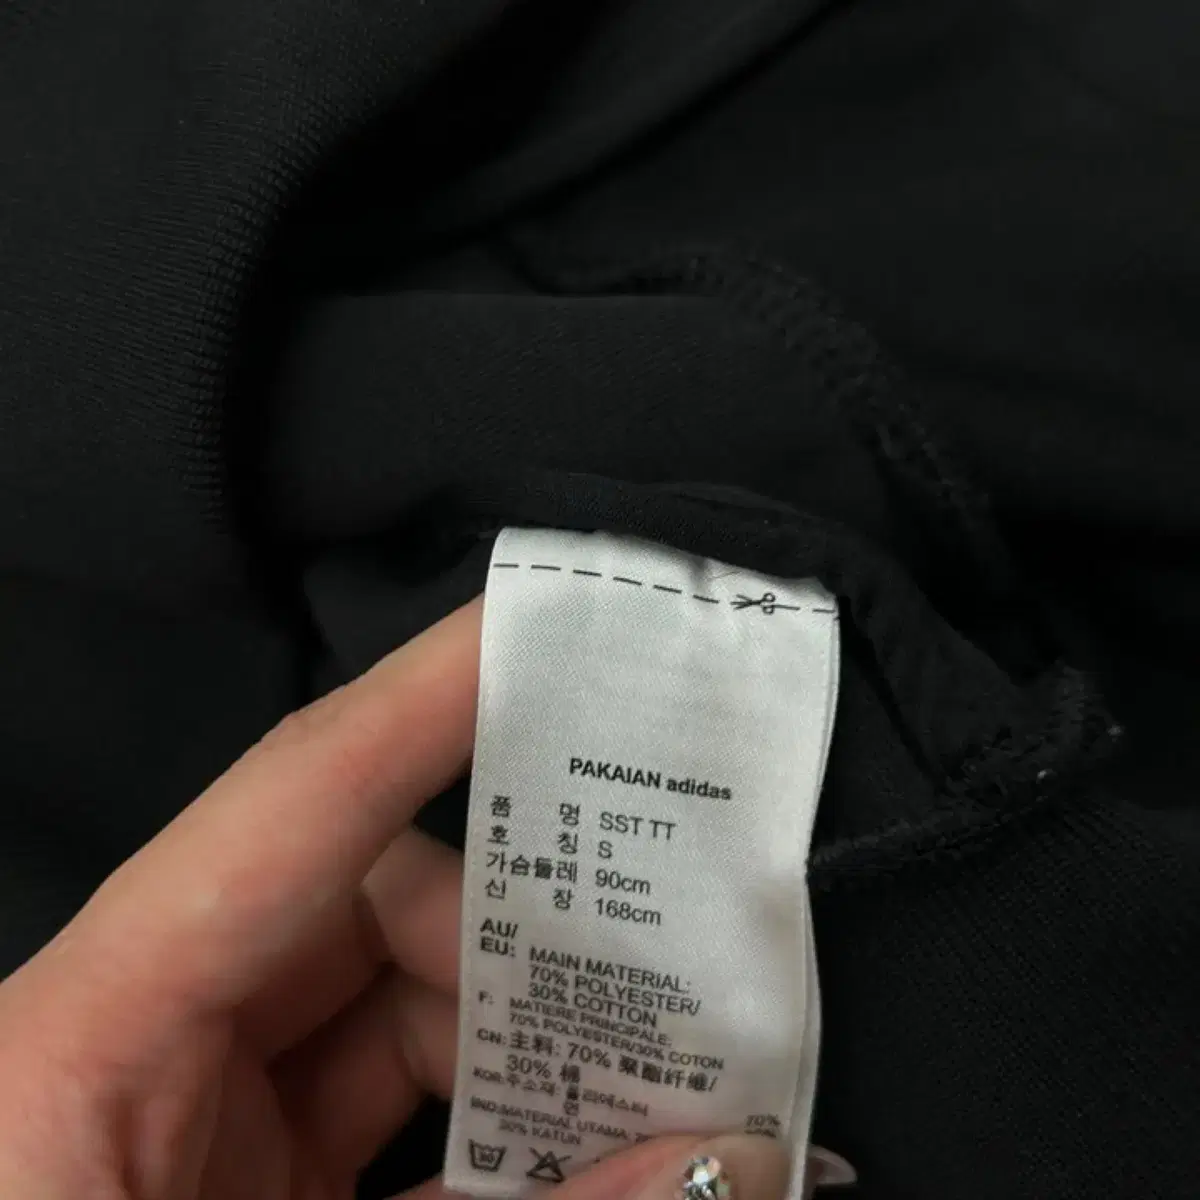 PAKAIAN adidas
품 명 SST TT
호 칭 S
가슴둘레 90cm
신 장 168cm
AU/
EU: MAIN MATERIAL:
70% POLYESTER/
30% COTTON
F: MATIERE PRINCIPALE:
70% POLYESTER/30% COTON
CN: 主料: 70% 聚酯纤维/
30% 棉
KOR: 주소재: 폴리에스터 70%
면
IND: MATERIAL UTAMA:
30% KATUN
30